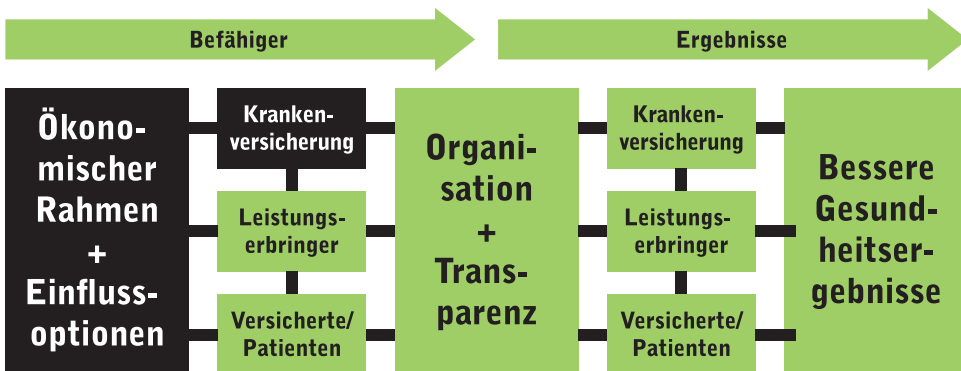 Befähiger
Ergebnisse
Ökono-
mischer
Rahmen
+
Einfluss-
optionen
Kranken-
versicherung
Leistungs-
erbringer
Versicherte/
Patienten
Organi-
sation
+
Trans-
parenz
Kranken-
versicherung
Leistungs-
erbringer
Versicherte/
Patienten
Bessere
Gesund-
heitser-
gebnisse